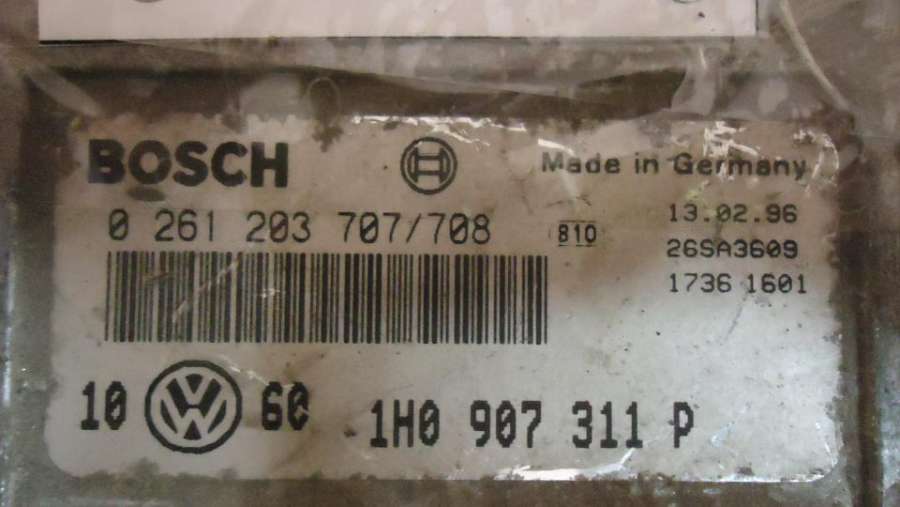 BOSCH
Made in Germany
0 261 203 707/708
810
13.02.96
26SA3609
1736 1601
10 VW 60
1H0 907 311 P